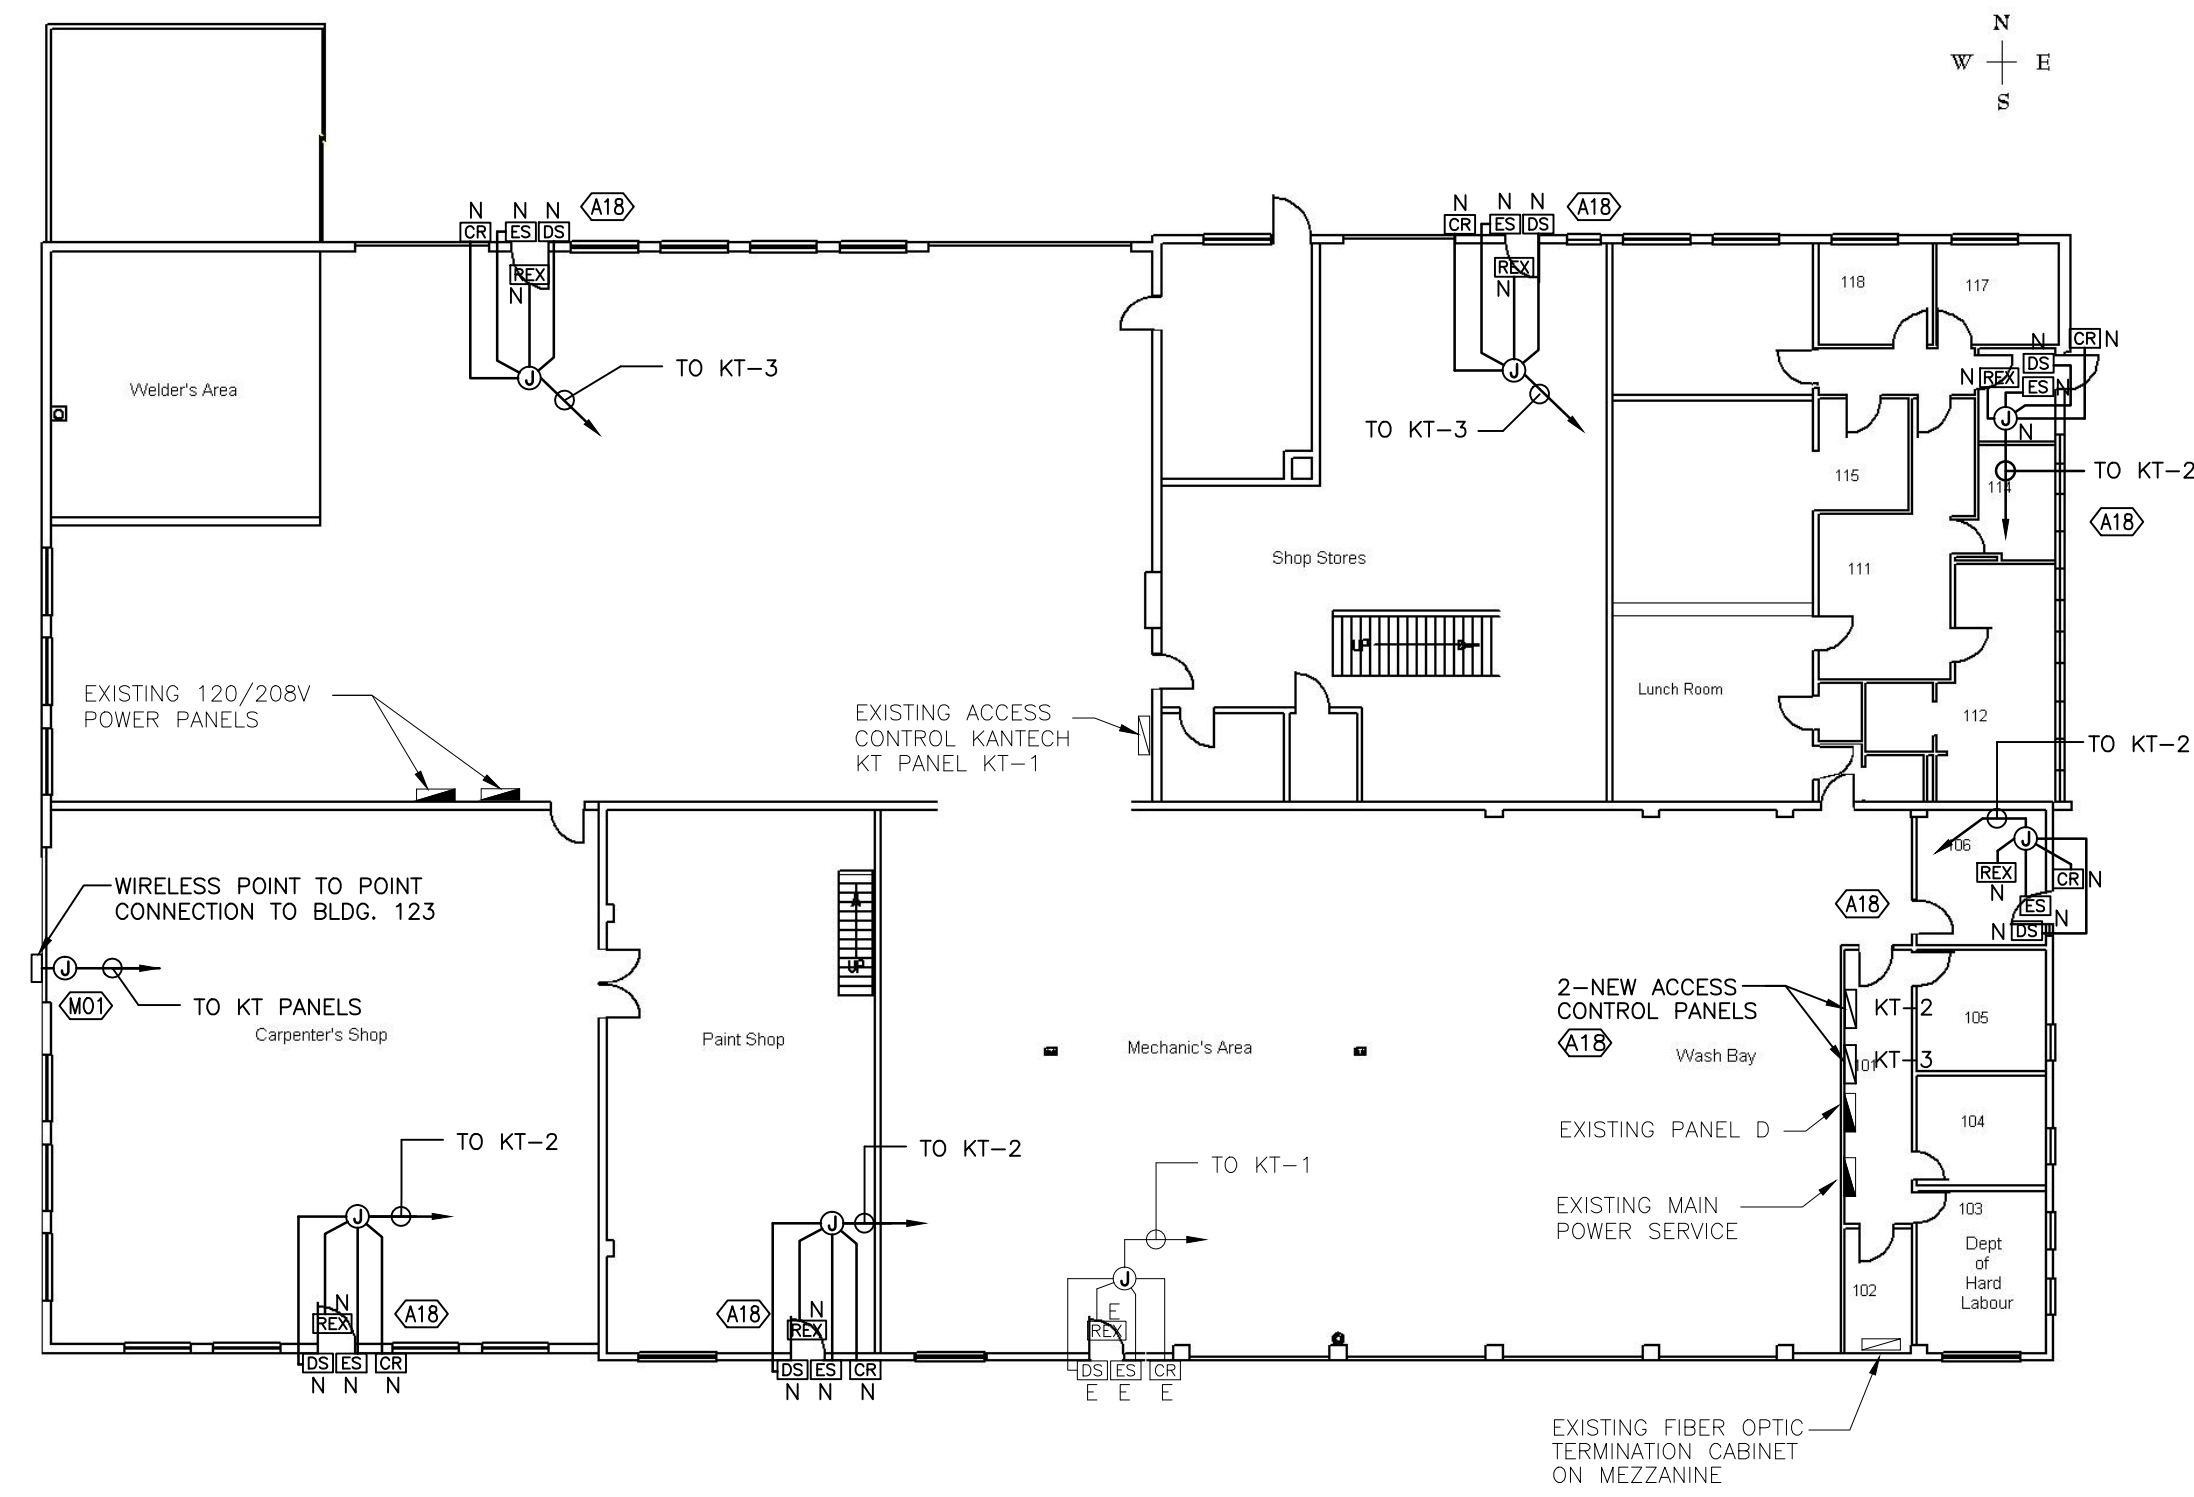 N
W E
S
N N N A18
CR ES DS
REX
N
TO KT-3
N N N A18
CR ES DS
REX
N
J
TO KT-3
J
118
117
CR N
N
DS
N REX ES N
J
N
TO KT-2
114
A18
115
111
112
Welder's Area
Shop Stores
UP
Lunch Room
EXISTING 120/208V
POWER PANELS
EXISTING ACCESS
CONTROL KANTECH
KT PANEL KT-1
TO KT-2
J
106
REX
N
CR N
ES
N
N DS
A18
WIRELESS POINT TO POINT
CONNECTION TO BLDG. 123
J
M01
TO KT PANELS
Carpenter's Shop
UP
Paint Shop
Mechanic's Area
2-NEW ACCESS
CONTROL PANELS
A18
Wash Bay
KT-2
105
101 KT-3
104
EXISTING PANEL D
EXISTING MAIN
POWER SERVICE
103
Dept
of
Hard
Labour
102
TO KT-2
J
N
REX
A18
DS ES CR
N N N
TO KT-2
J
A18
N
REX
DS ES CR
N N N
TO KT-1
J
E
REX
DS ES CR
E E E
EXISTING FIBER OPTIC
TERMINATION CABINET
ON MEZZANINE